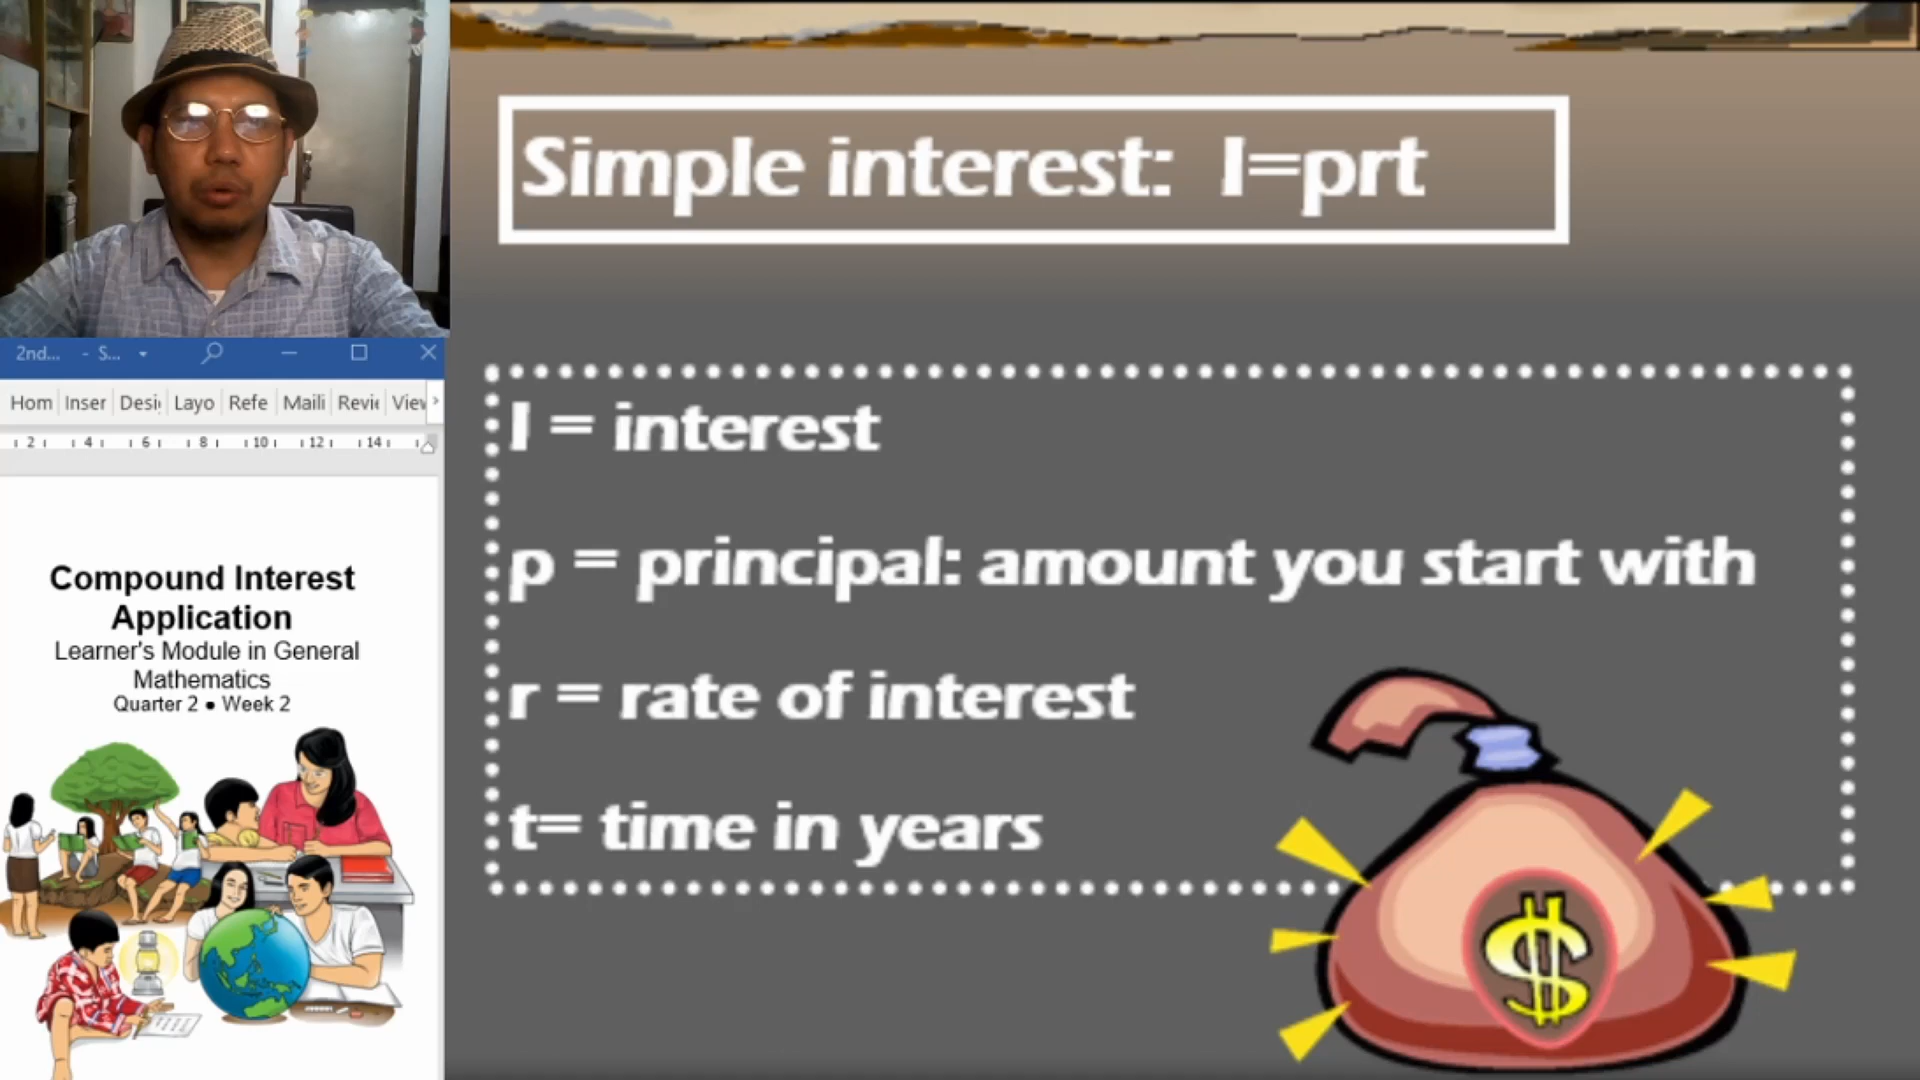 Simple interest: I=prt
I = interest
p = principal: amount you start with
r = rate of interest
t= time in years
$
2nd... - S...
Hom Inser Desi Layo Refe Maili Revie View
2 4 6 8 10 12 14
Compound Interest
Application
Learner's Module in General
Mathematics
Quarter 2 ● Week 2